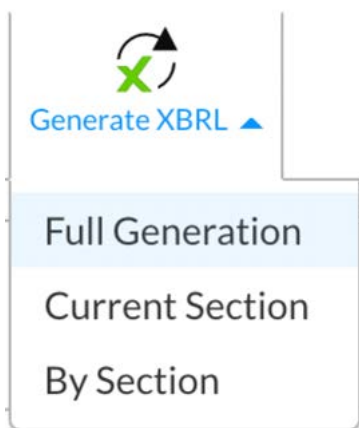 Generate XBRL
Full Generation
Current Section
By Section